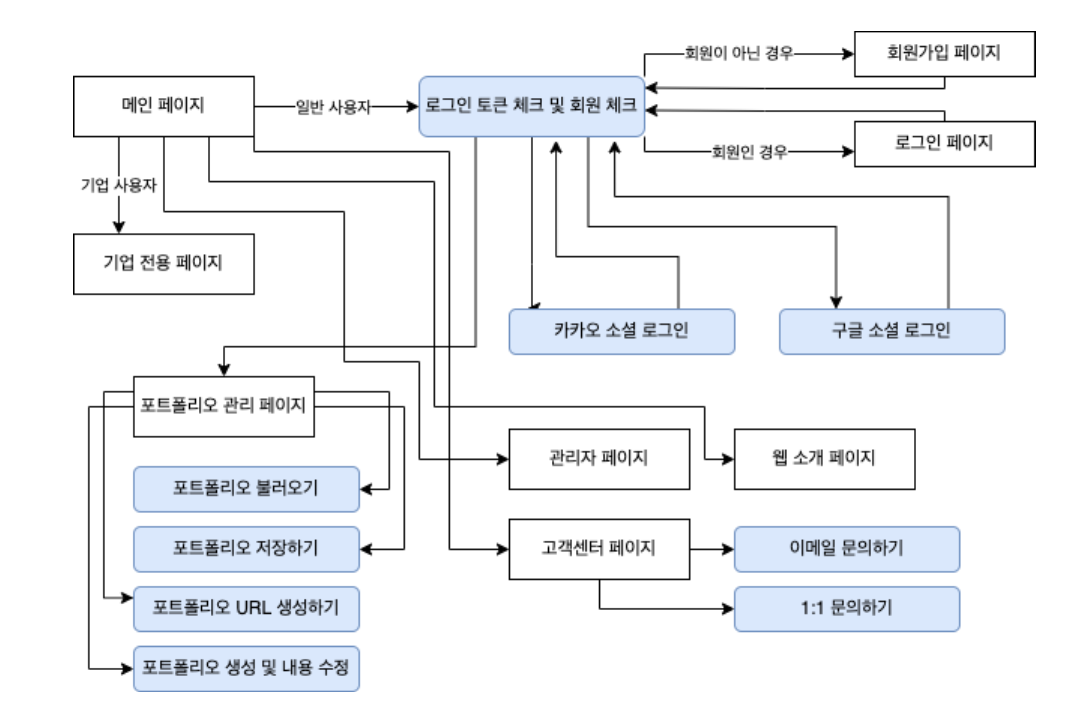 회원이 아닌 경우
회원가입 페이지
메인 페이지
일반 사용자
로그인 토큰 체크 및 회원 체크
회원인 경우
로그인 페이지
기업 사용자
기업 전용 페이지
카카오 소셜 로그인
구글 소셜 로그인
포트폴리오 관리 페이지
관리자 페이지
웹 소개 페이지
포트폴리오 불러오기
포트폴리오 저장하기
고객센터 페이지
이메일 문의하기
포트폴리오 URL 생성하기
1:1 문의하기
포트폴리오 생성 및 내용 수정